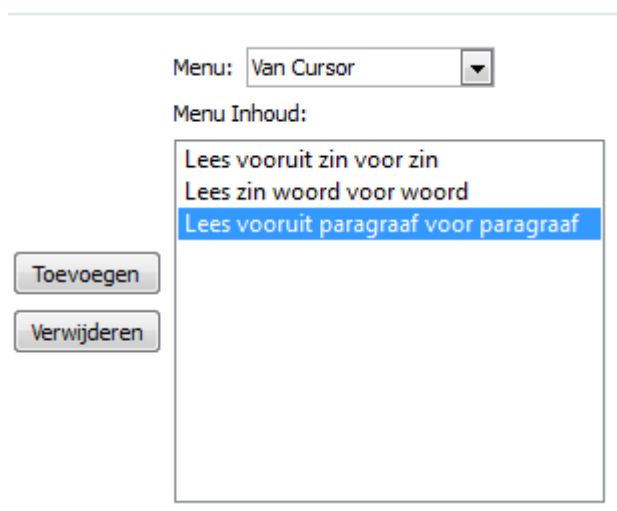 Menu: Van Cursor
Menu Inhoud:
Lees vooruit zin voor zin
Lees zin woord voor woord
Lees vooruit paragraaf voor paragraaf
Toevoegen
Verwijderen